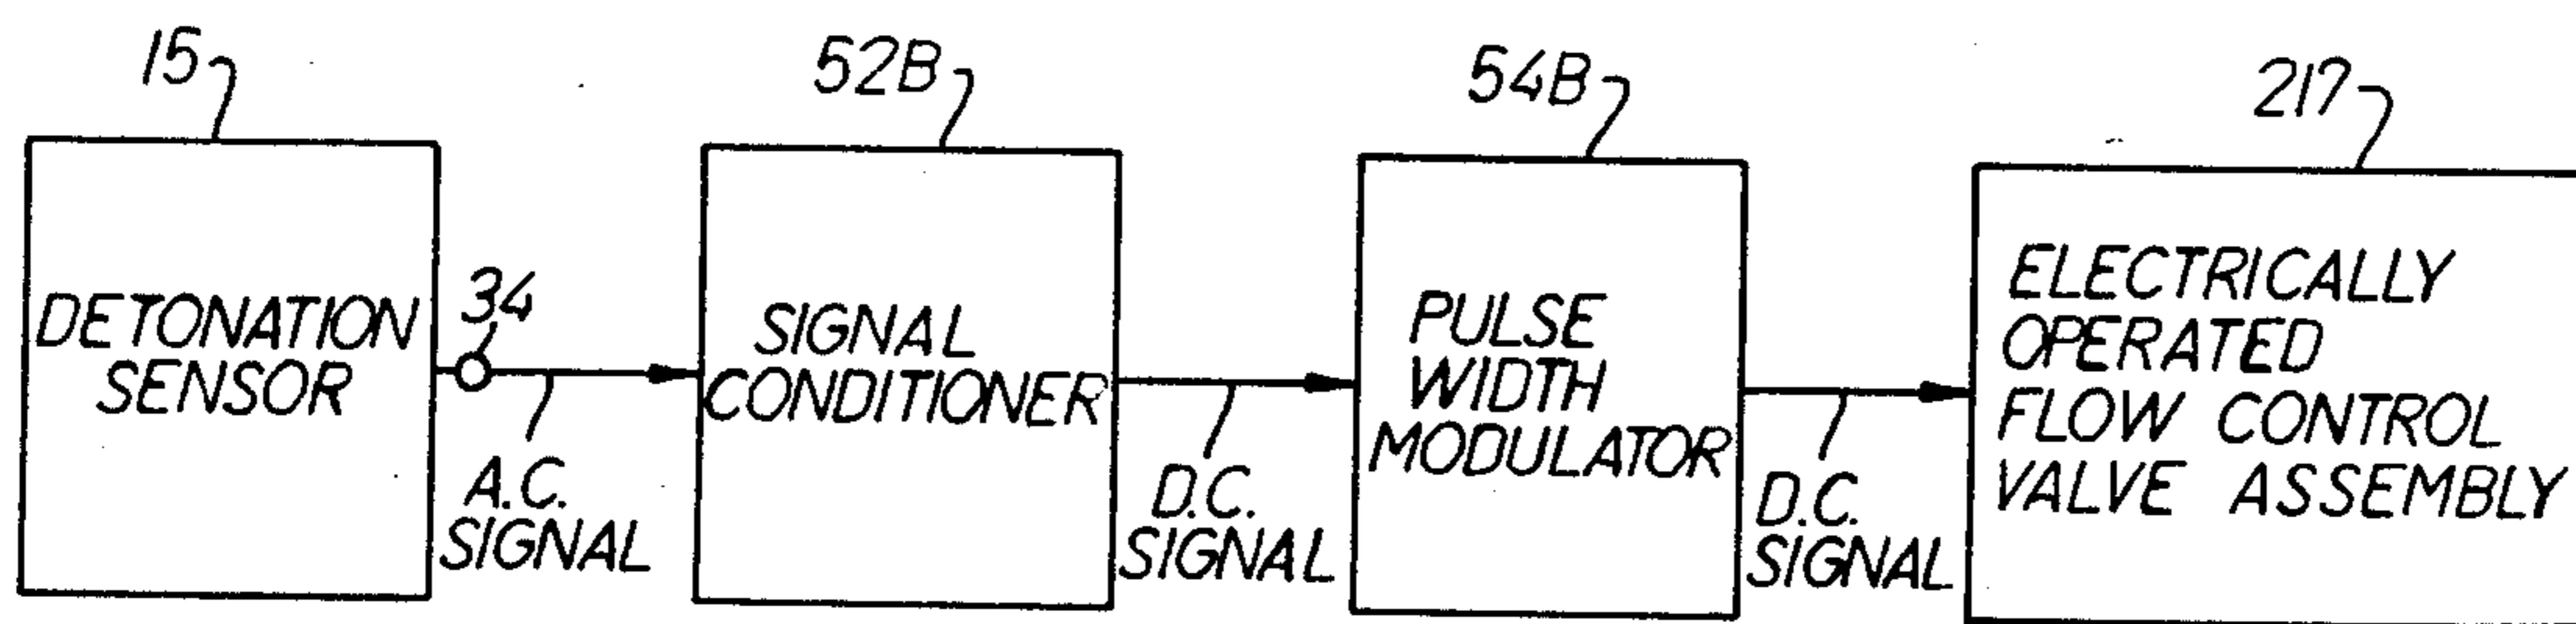 15
52B
54B
217
DETONATION
SENSOR
34
A.C.
SIGNAL
SIGNAL
CONDITIONER
D.C.
SIGNAL
PULSE
WIDTH
MODULATOR
D.C.
SIGNAL
ELECTRICALLY
OPERATED
FLOW CONTROL
VALVE ASSEMBLY